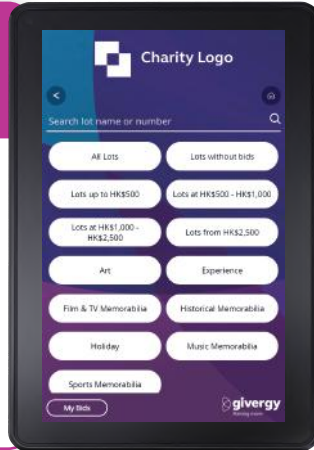 Charity Logo
<
Search lot name or number
All Lots
Lots without bids
Lots up to HK$500
Lots at HK$500 - HK$1,000
Lots at HK$1,000 -
HK$2,500
Lots from HK$2,500
Art
Experience
Film & TV Memorabilia
Historical Memorabilia
Holiday
Music Memorabilia
Sports Memorabilia
My Bids
givergy